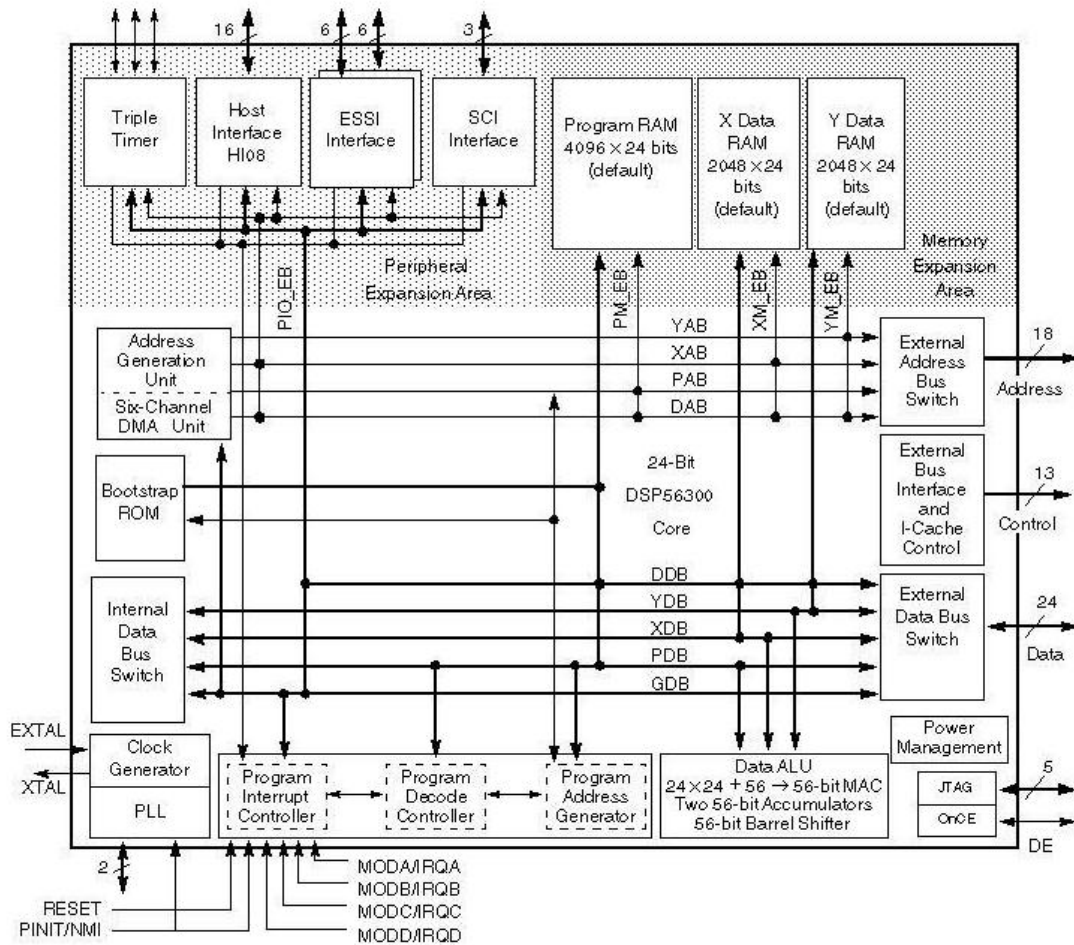 16
6
6
3
Triple
Timer
Host
Interface
HI08
ESSI
Interface
SCI
Interface
Program RAM
4096 × 24 bits
(default)
X Data
RAM
2048 × 24
bits
(default)
Y Data
RAM
2048 × 24
bits
(default)
Peripheral
Expansion Area
Memory
Expansion
Area
PIO_EB
PM_EB
XM_EB
YM_EB
Address
Generation
Unit
Six-Channel
DMA Unit
YAB
XAB
PAB
DAB
External
Address
Bus
Switch
18
Address
Bootstrap
ROM
24-Bit
DSP56300
Core
External
Bus
Interface
and
I-Cache
Control
13
Control
Internal
Data
Bus
Switch
DDB
YDB
XDB
PDB
GDB
External
Data Bus
Switch
24
Data
EXTAL
XTAL
Clock
Generator
PLL
2
Program
Interrupt
Controller
Program
Decode
Controller
Program
Address
Generator
Data ALU
24 × 24 + 56 → 56-bit MAC
Two 56-bit Accumulators
56-bit Barrel Shifter
Power
Management
JTAG
OnCE
5
DE
RESET
PINIT/NMI
MODA/IRQA
MODB/IRQB
MODC/IRQC
MODD/IRQD